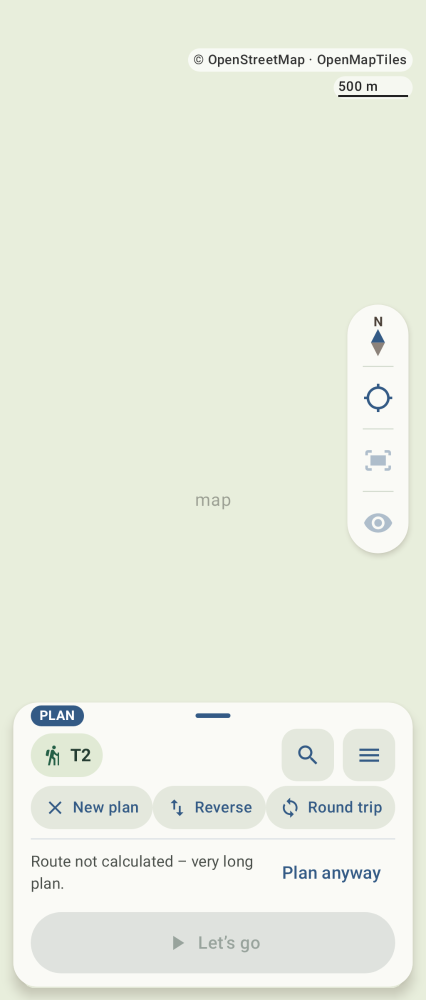 © OpenStreetMap · OpenMapTiles
500 m
N
map
PLAN
T2
New plan
Reverse
Round trip
Route not calculated – very long
plan.
Plan anyway
Let’s go